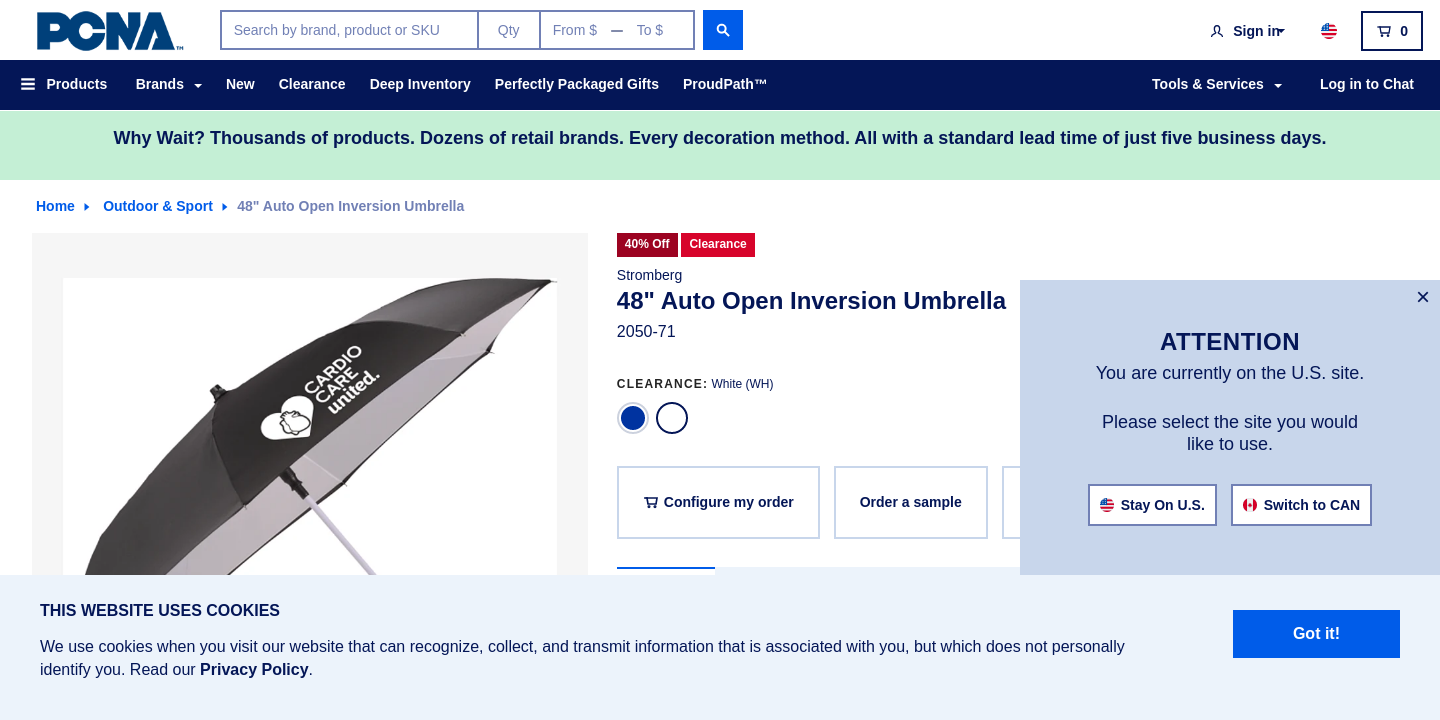 PCNA™
Search by brand, product or SKU
Qty
From $ — To $
Sign in
0
Products
Brands
New
Clearance
Deep Inventory
Perfectly Packaged Gifts
ProudPath™
Tools & Services
Log in to Chat
Why Wait? Thousands of products. Dozens of retail brands. Every decoration method. All with a standard lead time of just five business days.
Home
Outdoor & Sport
48" Auto Open Inversion Umbrella
CARDIO
CARE
united.
40% Off
Clearance
Stromberg
48" Auto Open Inversion Umbrella
2050-71
CLEARANCE: White (WH)
Configure my order
Order a sample
×
ATTENTION
You are currently on the U.S. site.
Please select the site you would
like to use.
Stay On U.S.
Switch to CAN
THIS WEBSITE USES COOKIES
We use cookies when you visit our website that can recognize, collect, and transmit information that is associated with you, but which does not personally
identify you. Read our Privacy Policy.
Got it!